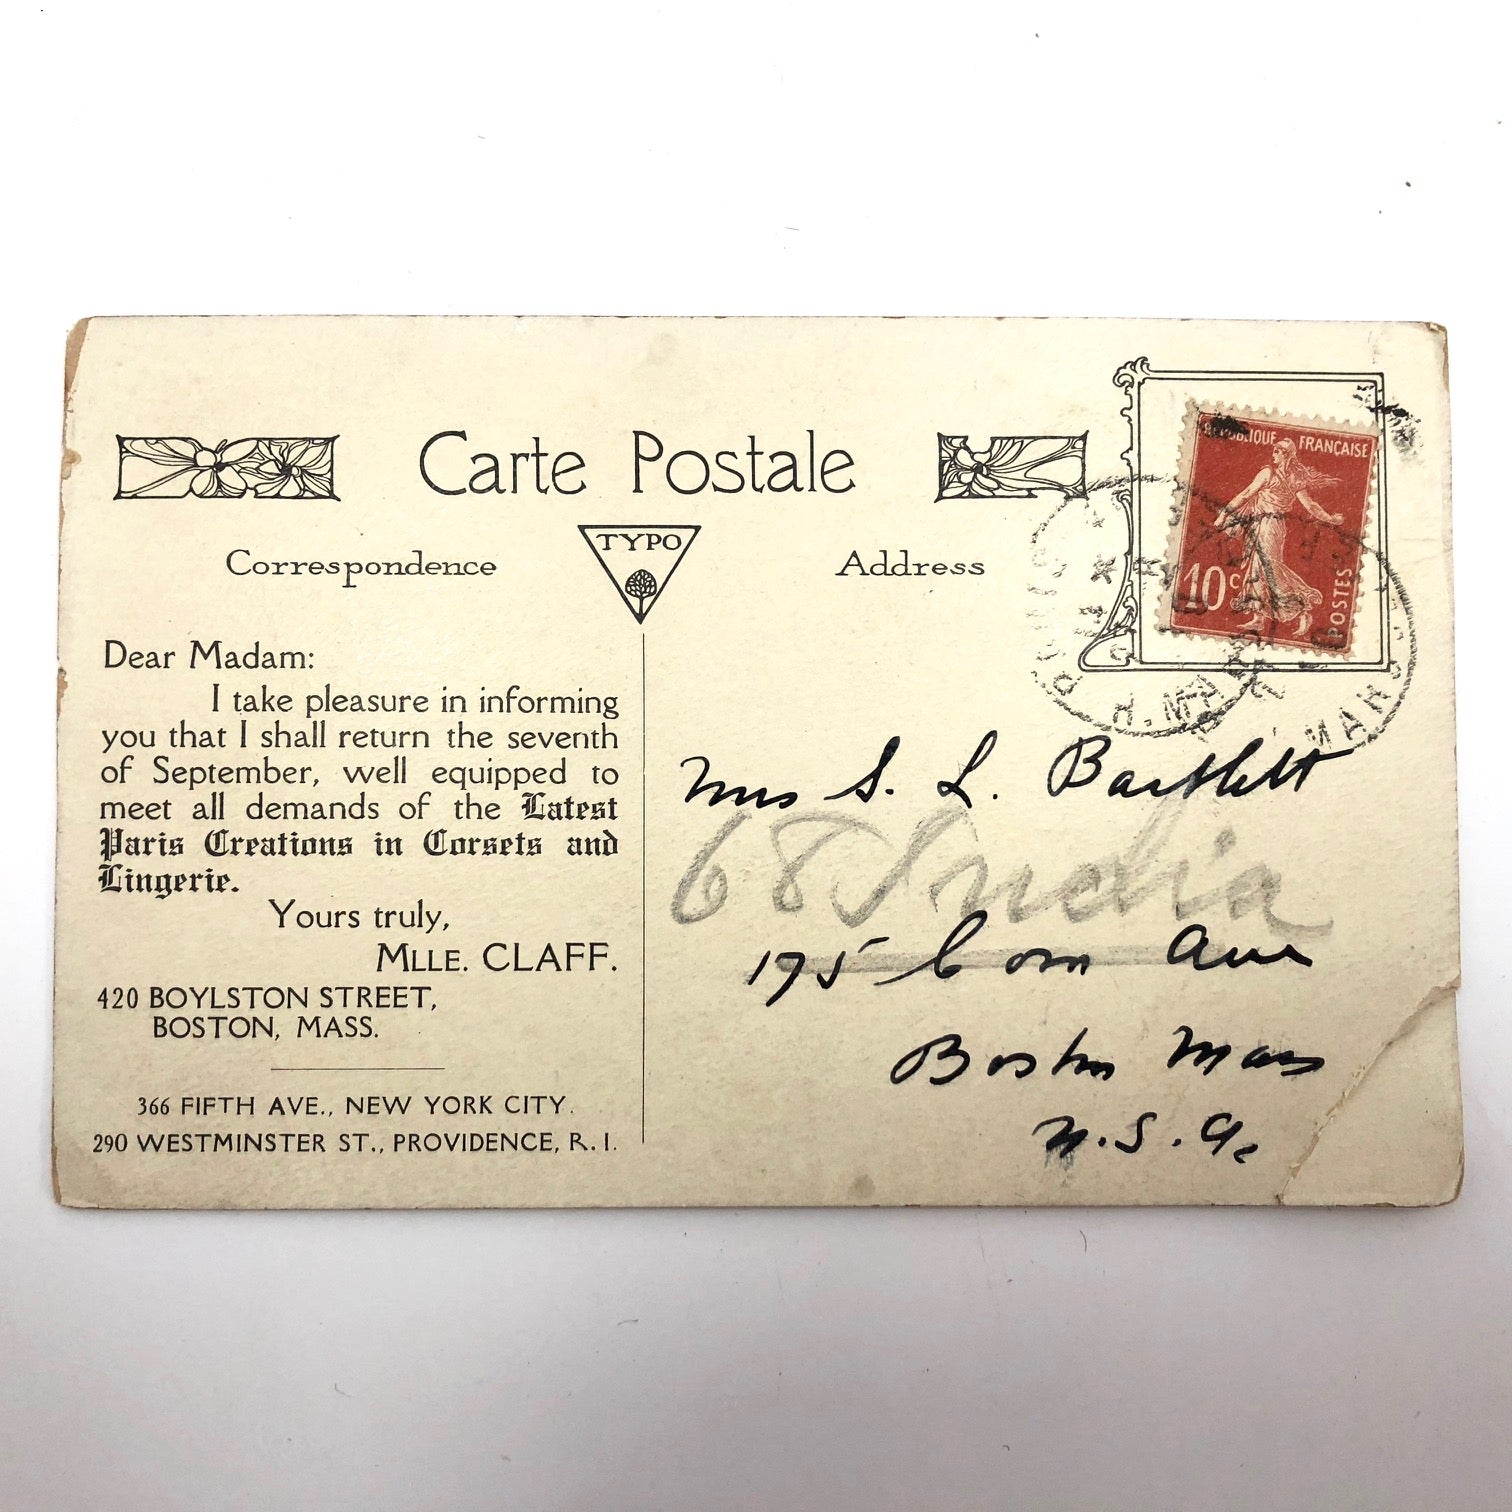 Carte Postale
TYPO
Correspondence
Address
Dear Madam:
I take pleasure in informing
you that I shall return the seventh
of September, well equipped to
meet all demands of the Latest
Paris Creations in Corsets and
Lingerie.
Yours truly,
MLLE. CLAFF.
420 BOYLSTON STREET,
BOSTON, MASS.
366 FIFTH AVE., NEW YORK CITY.
290 WESTMINSTER ST., PROVIDENCE, R. I.
REPUBLIQUE FRANÇAISE
10c
POSTES
Mrs S. L. Bartlett
68 India
175 Com Ave
Boston Mass
U.S.A.